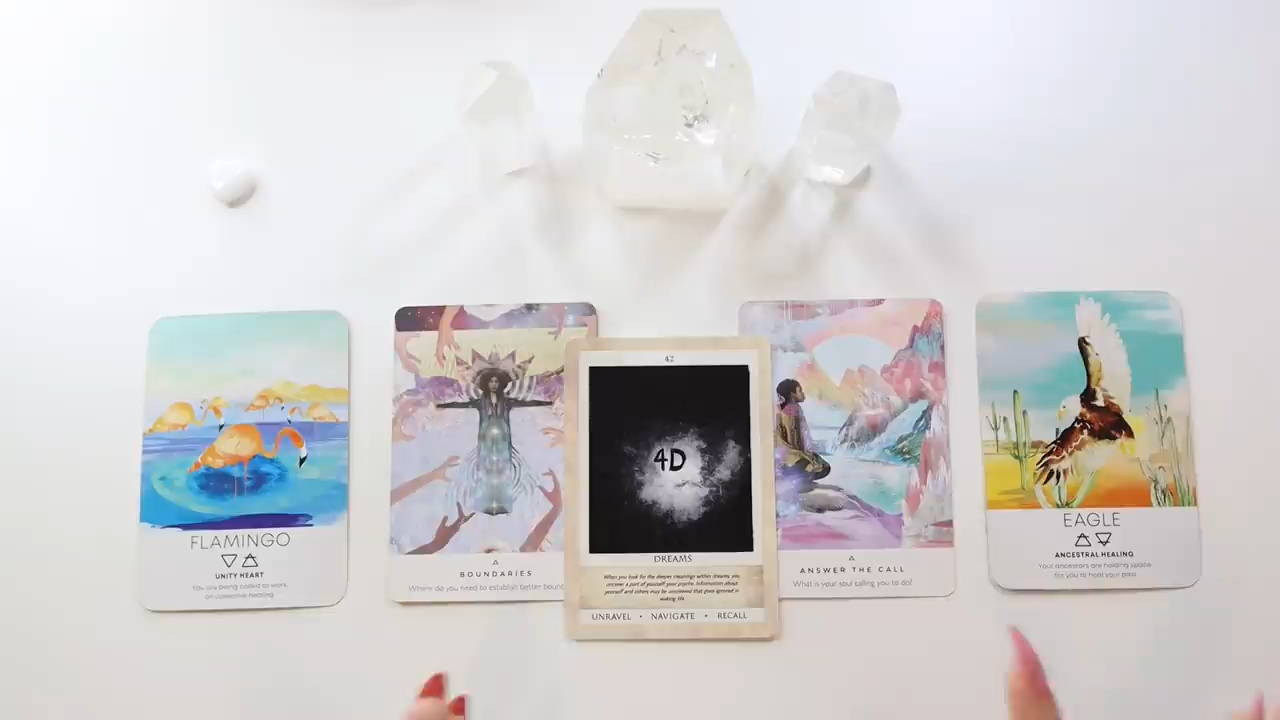 FLAMINGO
UNITY HEART
You are being called to work
on collective healing
BOUNDARIES
Where do you need to establish better
42
4D
DREAMS
When you look for the deeper meanings within dreams you
uncover a part of yourself your psyche. Information about
yourself and others may be uncovered that goes ignored in
waking life.
UNRAVEL • NAVIGATE • RECALL
ANSWER THE CALL
What is your soul calling you to do?
EAGLE
ANCESTRAL HEALING
Your ancestors are holding space
for you to heal your past